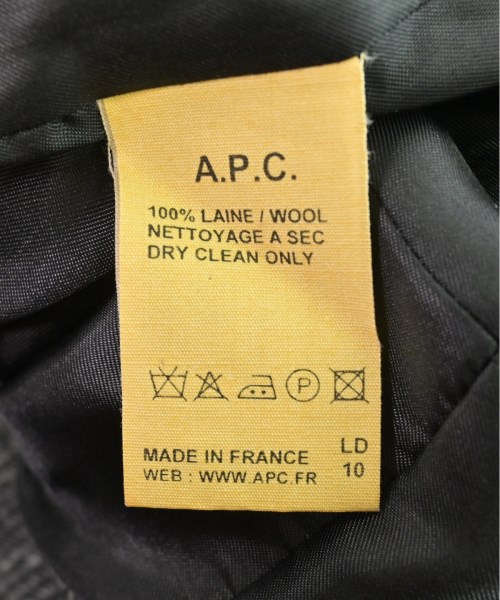 A.P.C.
100% LAINE / WOOL
NETTOYAGE A SEC
DRY CLEAN ONLY
P
MADE IN FRANCE LD
WEB : WWW.APC.FR 10